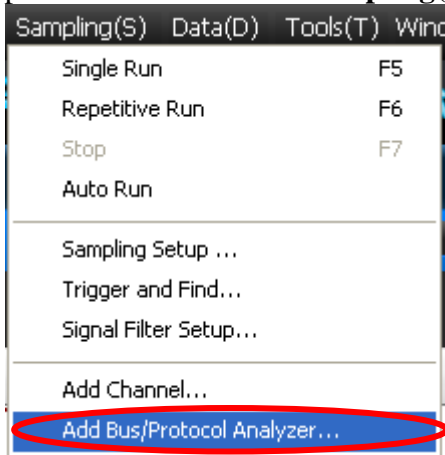 Sampling(S) Data(D) Tools(T)
Single Run F5
Repetitive Run F6
Stop F7
Auto Run
Sampling Setup ...
Trigger and Find...
Signal Filter Setup...
Add Channel...
Add Bus/Protocol Analyzer...